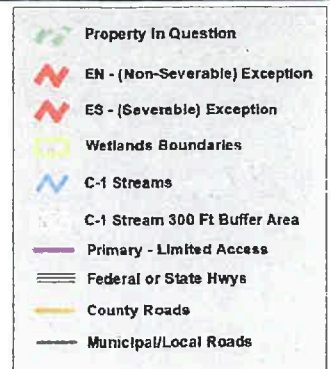 Property In Question
EN - (Non-Severable) Exception
ES - (Severable) Exception
Wetlands Boundaries
C-1 Streams
C-1 Stream 300 Ft Buffer Area
Primary - Limited Access
Federal or State Hwys
County Roads
Municipal/Local Roads